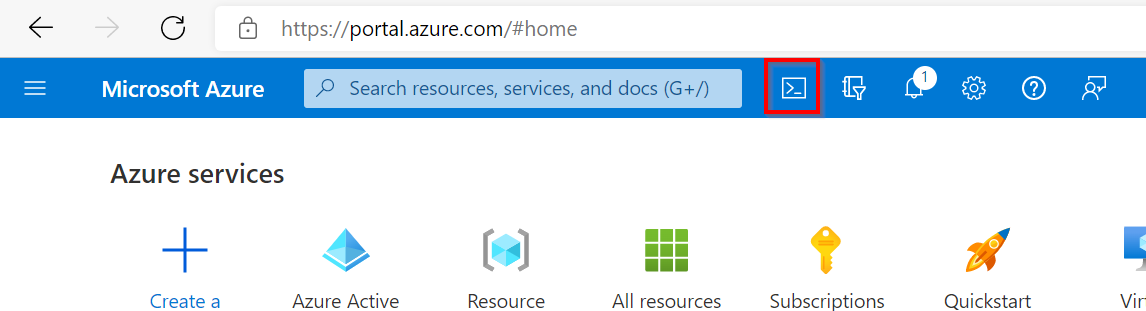 https://portal.azure.com/#home
Microsoft Azure
Search resources, services, and docs (G+/)
1
Azure services
Create a
Azure Active
Resource
All resources
Subscriptions
Quickstart